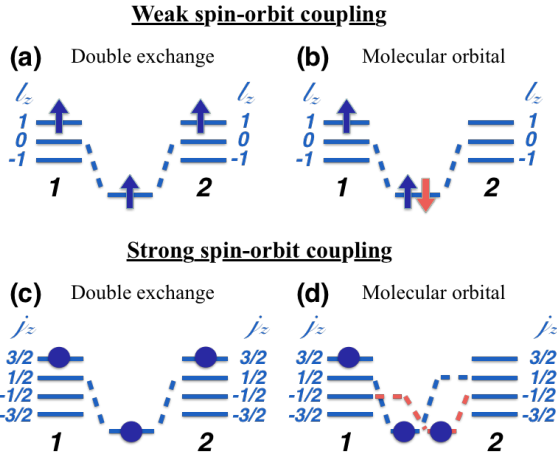 Weak spin-orbit coupling
(a) Double exchange
(b) Molecular orbital
l_z l_z l_z
1 1 1 1
0 0 0 0
-1 -1 -1 -1
1 2 1 2
Strong spin-orbit coupling
(c) Double exchange
(d) Molecular orbital
j_z j_z j_z
3/2 3/2 3/2 3/2
1/2 1/2 1/2 1/2
-1/2 -1/2 -1/2 -1/2
-3/2 -3/2 -3/2 -3/2
1 2 1 2